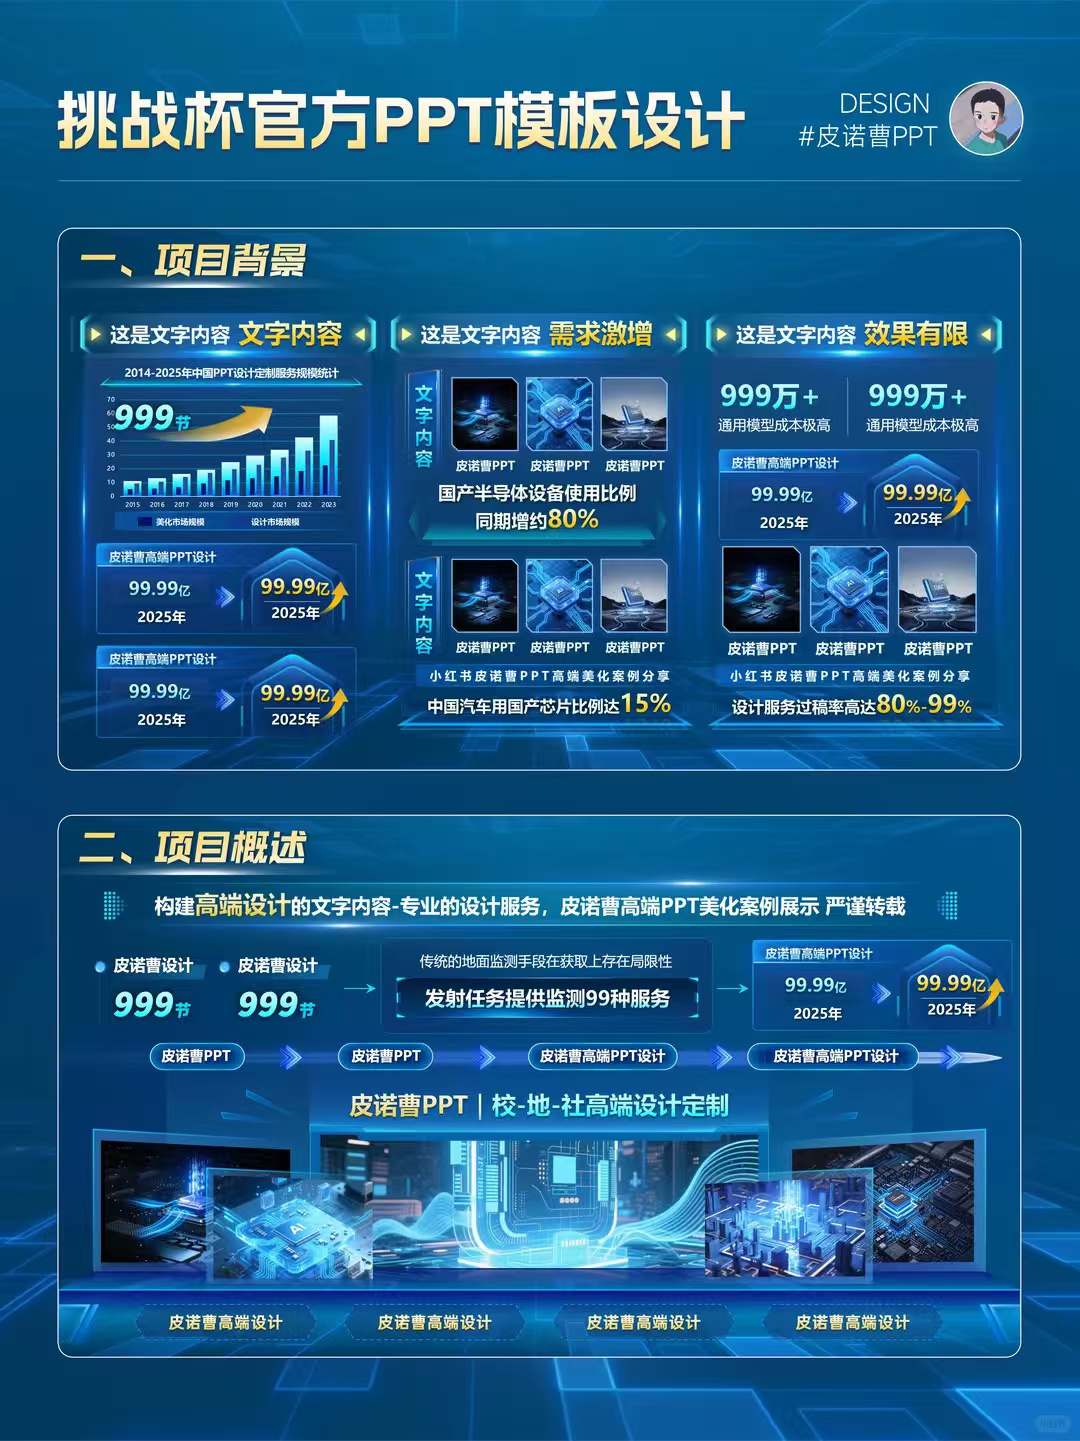 挑战杯官方PPT模板设计
DESIGN
#皮诺曹PPT
一、项目背景
这是文字内容 文字内容
2014-2025年中国PPT设计定制服务规模统计
999节
70
60
50
40
30
20
10
0
2015 2016 2017 2018 2019 2020 2021 2022 2023
美化市场规模 设计市场规模
皮诺曹高端PPT设计
99.99亿 99.99亿
2025年 2025年
皮诺曹高端PPT设计
99.99亿 99.99亿
2025年 2025年
这是文字内容 需求激增
文字内容
AI
皮诺曹PPT 皮诺曹PPT 皮诺曹PPT
国产半导体设备使用比例
同期增约80%
文字内容
AI
皮诺曹PPT 皮诺曹PPT 皮诺曹PPT
小红书皮诺曹PPT高端美化案例分享
中国汽车用国产芯片比例达15%
这是文字内容 效果有限
999万+ 999万+
通用模型成本极高 通用模型成本极高
皮诺曹高端PPT设计
99.99亿 99.99亿
2025年 2025年
AI
皮诺曹PPT 皮诺曹PPT 皮诺曹PPT
小红书皮诺曹PPT高端美化案例分享
设计服务过稿率高达80%-99%
二、项目概述
构建高端设计的文字内容-专业的设计服务，皮诺曹高端PPT美化案例展示 严谨转载
皮诺曹设计 皮诺曹设计
999节 999节
传统的地面监测手段在获取上存在局限性
发射任务提供监测99种服务
皮诺曹高端PPT设计
99.99亿 99.99亿
2025年 2025年
皮诺曹PPT 皮诺曹PPT 皮诺曹高端PPT设计 皮诺曹高端PPT设计
皮诺曹PPT｜校-地-社高端设计定制
AI
皮诺曹高端设计 皮诺曹高端设计 皮诺曹高端设计 皮诺曹高端设计